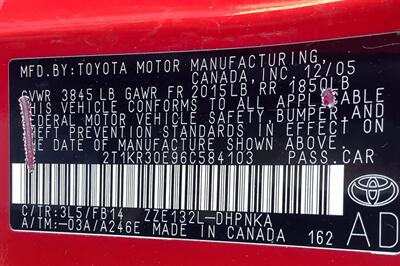 MFD.BY:TOYOTA MOTOR MANUFACTURING,
CANADA,INC.12/05
GVWR 3845LB GAWR FR 2015LB RR 1850LB
THIS VEHICLE CONFORMS TO ALL APPLICABLE
FEDERAL MOTOR VEHICLE SAFETY,BUMPER,AND
THEFT PREVENTION STANDARDS IN EFFECT ON
THE DATE OF MANUFACTURE SHOWN ABOVE.
2T1KR30E96C584103 PASS.CAR
C/TR:3L5/FB14 ZZE132L-DHPNKA
A/TM:-03A/A246E MADE IN CANADA 162
AD